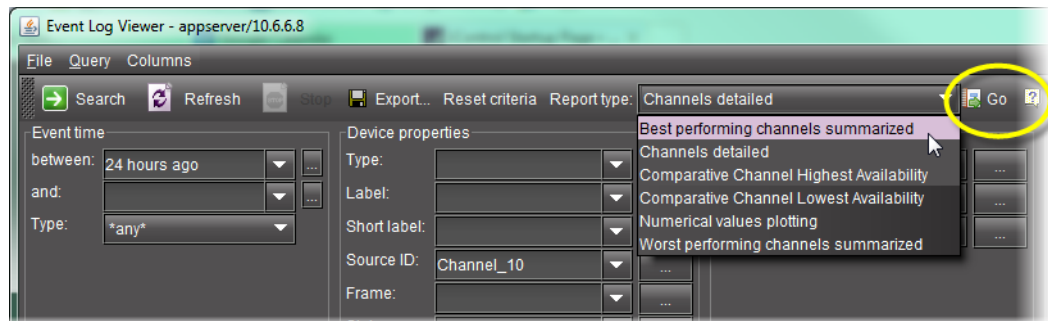 Event Log Viewer - appserver/10.6.6.8
File Query Columns
Search Refresh Stop Export... Reset criteria Report type: Channels detailed Go
Event time
between: 24 hours ago ...
and: ...
Type: *any*
Device properties
Type:
Label:
Short label:
Source ID: Channel_10 ...
Frame: ...
Best performing channels summarized
Channels detailed
Comparative Channel Highest Availability
Comparative Channel Lowest Availability
Numerical values plotting
Worst performing channels summarized
...
...
...